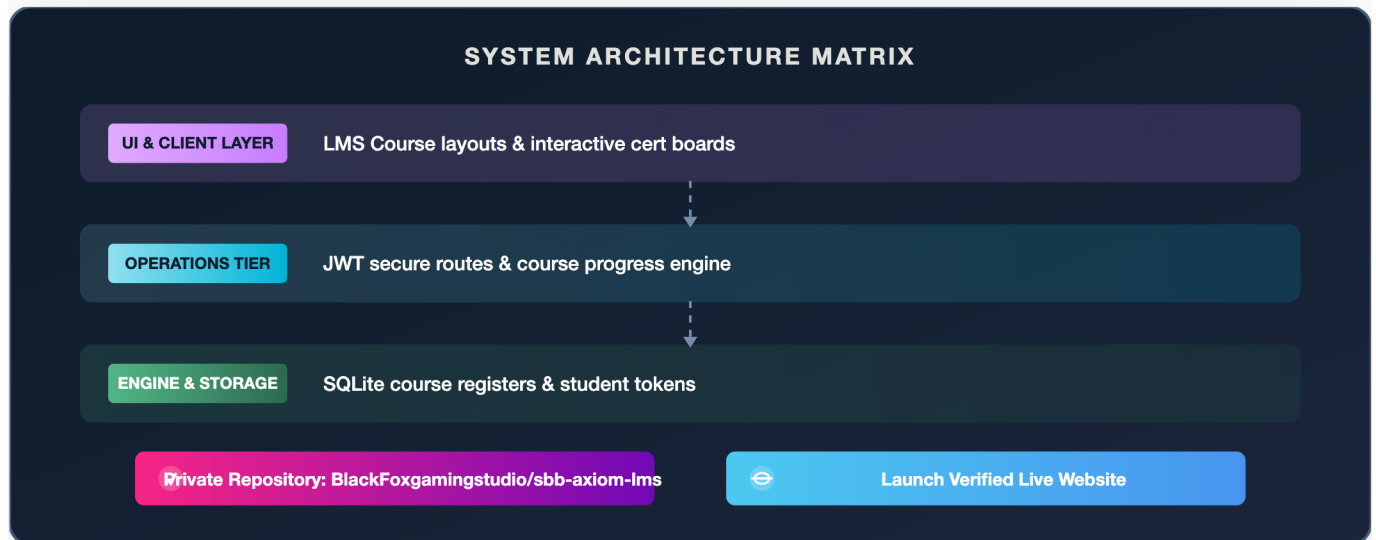 SYSTEM ARCHITECTURE MATRIX
UI & CLIENT LAYER
LMS Course layouts & interactive cert boards
OPERATIONS TIER
JWT secure routes & course progress engine
ENGINE & STORAGE
SQLite course registers & student tokens
Private Repository: BlackFoxgamingstudio/sbb-axiom-lms
Launch Verified Live Website